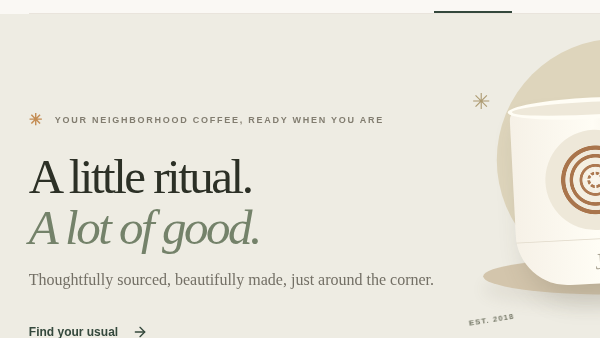 YOUR NEIGHBORHOOD COFFEE, READY WHEN YOU ARE
A little ritual.
A lot of good.
Thoughtfully sourced, beautifully made, just around the corner.
EST. 2018
Find your usual